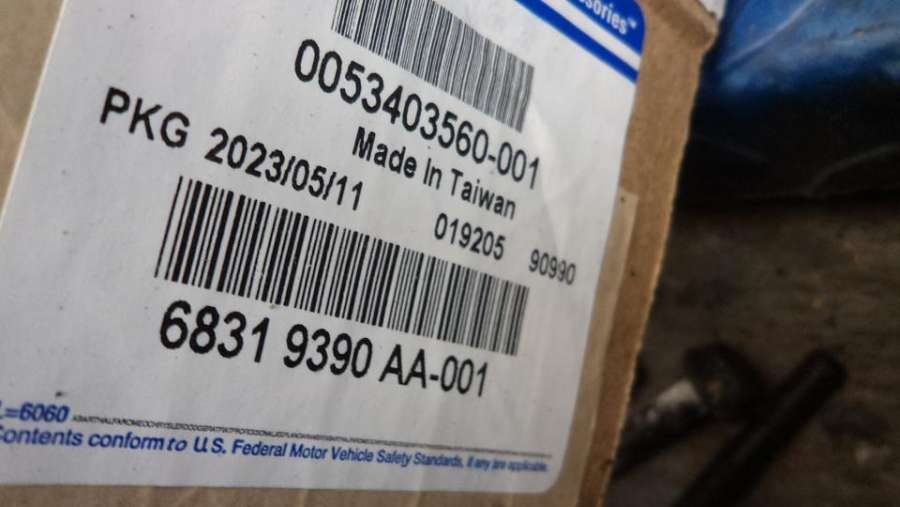 0053403560-001
Made in Taiwan
PKG 2023/05/11
019205 90990
6831 9390 AA-001
L=6060
Contents conform to U.S. Federal Motor Vehicle Safety Standards, if any are applicable.